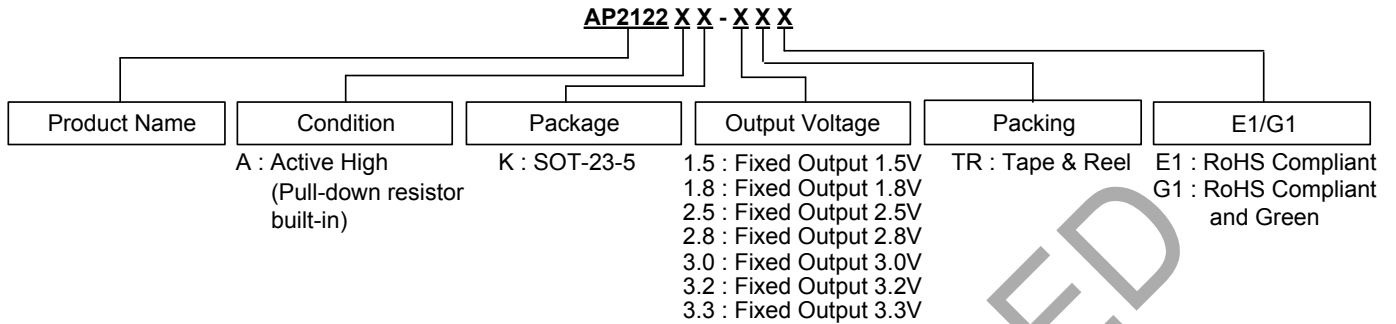 AP2122 X X - X X X
Product Name Condition Package Output Voltage Packing E1/G1
A : Active High
(Pull-down resistor
built-in)
K : SOT-23-5
1.5 : Fixed Output 1.5V
1.8 : Fixed Output 1.8V
2.5 : Fixed Output 2.5V
2.8 : Fixed Output 2.8V
3.0 : Fixed Output 3.0V
3.2 : Fixed Output 3.2V
3.3 : Fixed Output 3.3V
TR : Tape & Reel
E1 : RoHS Compliant
G1 : RoHS Compliant
and Green